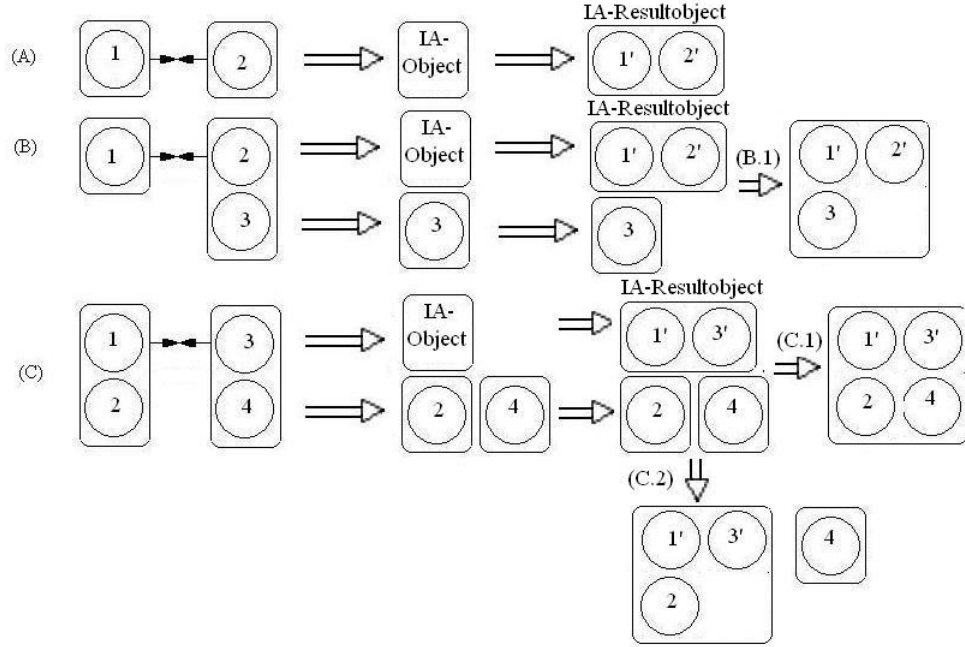 IA-Resultobject
(A)
1
2
IA-
Object
1'
2'
IA-Resultobject
(B)
1
2
IA-
Object
1'
2'
(B.1)
1'
2'
3
3
3
3
IA-Resultobject
(C)
1
3
IA-
Object
1'
3'
(C.1)
1'
3'
2
4
2
4
2
4
2
4
(C.2)
1'
3'
4
2